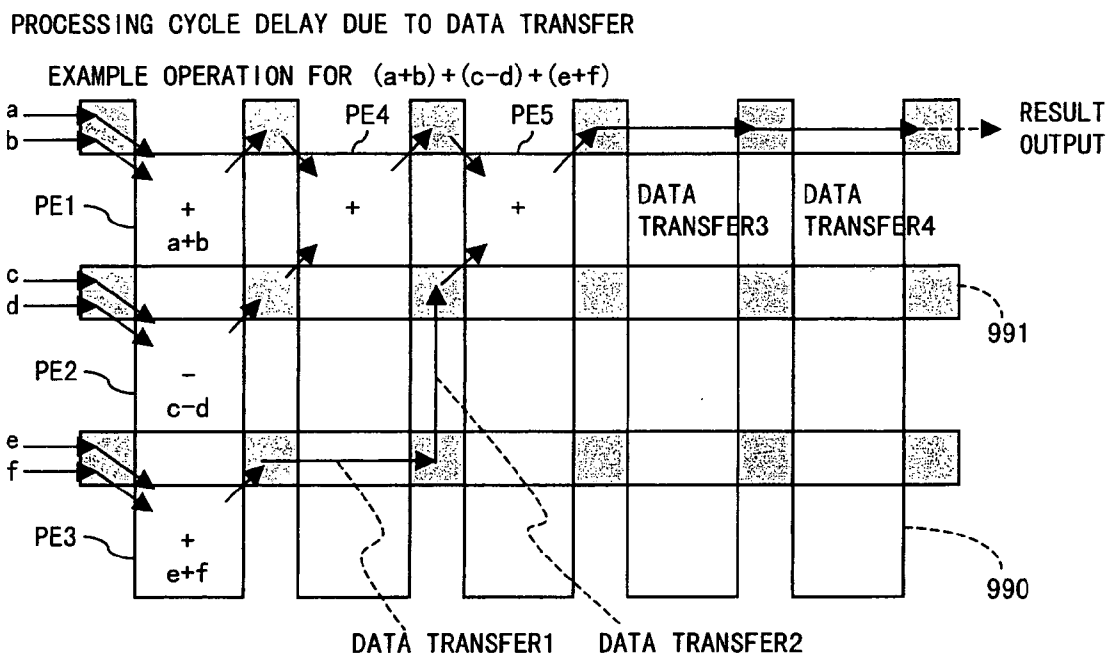 PROCESSING CYCLE DELAY DUE TO DATA TRANSFER
EXAMPLE OPERATION FOR (a+b)+(c-d)+(e+f)
a
b
PE4
PE5
RESULT
OUTPUT
PE1
+
a+b
+
+
DATA
TRANSFER3
DATA
TRANSFER4
c
d
991
PE2
-
c-d
e
f
PE3
+
e+f
990
DATA TRANSFER1
DATA TRANSFER2